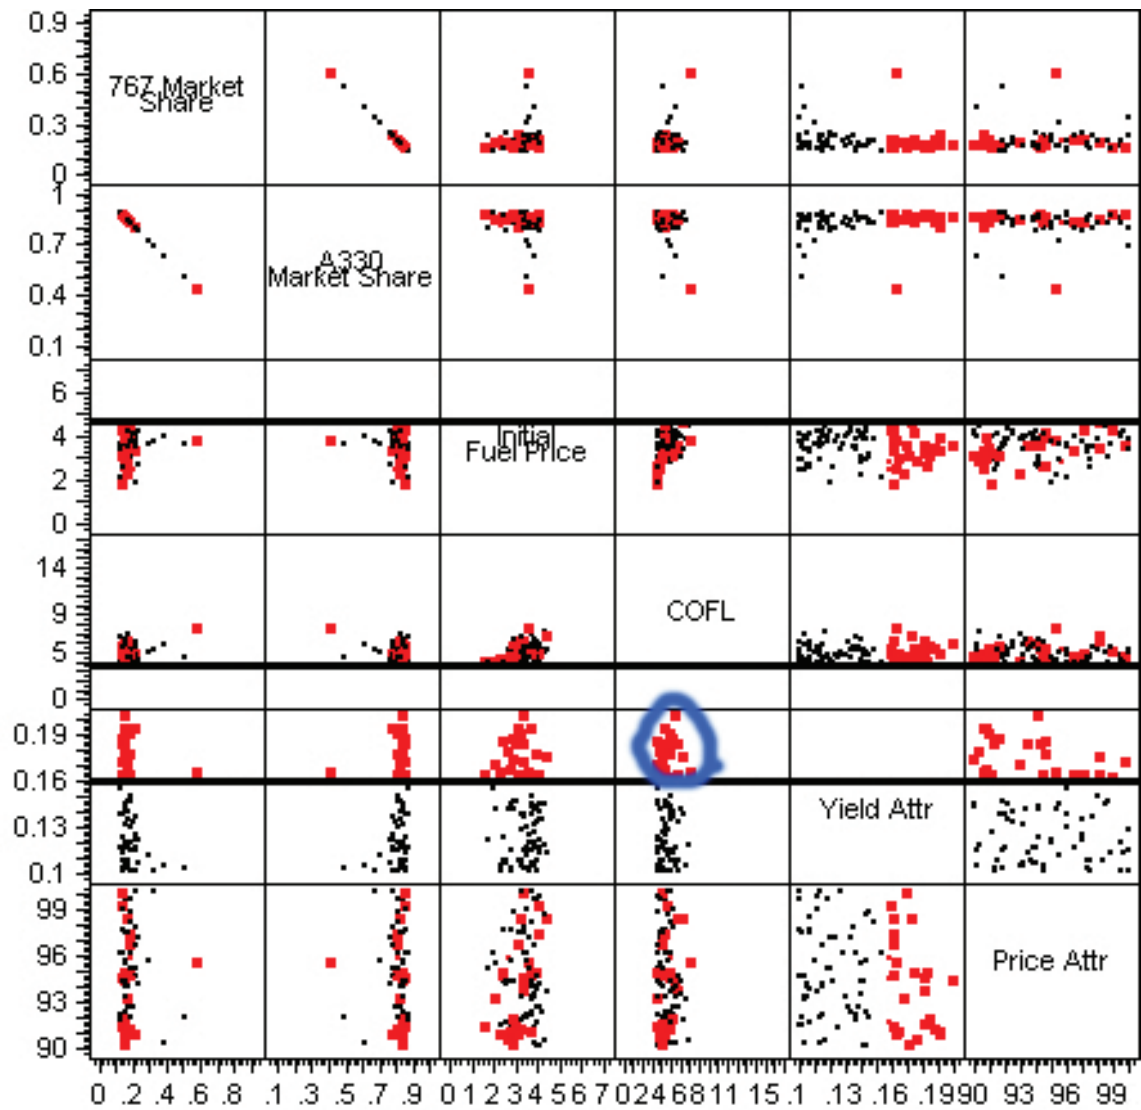 0.9
0.6
767 Market
Share
0.3
0
1
0.7
A330
Market Share
0.4
0.1
6
4
Initial
Fuel Price
2
0
14
9
COFL
5
0
0.19
0.16
Yield Attr
0.13
0.1
99
96
Price Attr
93
90
0 .2 .4 .6 .8 .1 .3 .5 .7 .9 0 1 2 3 4 5 6 7 0 2 4 6 8 11 15 .1 .13 .16 .19 90 93 96 99